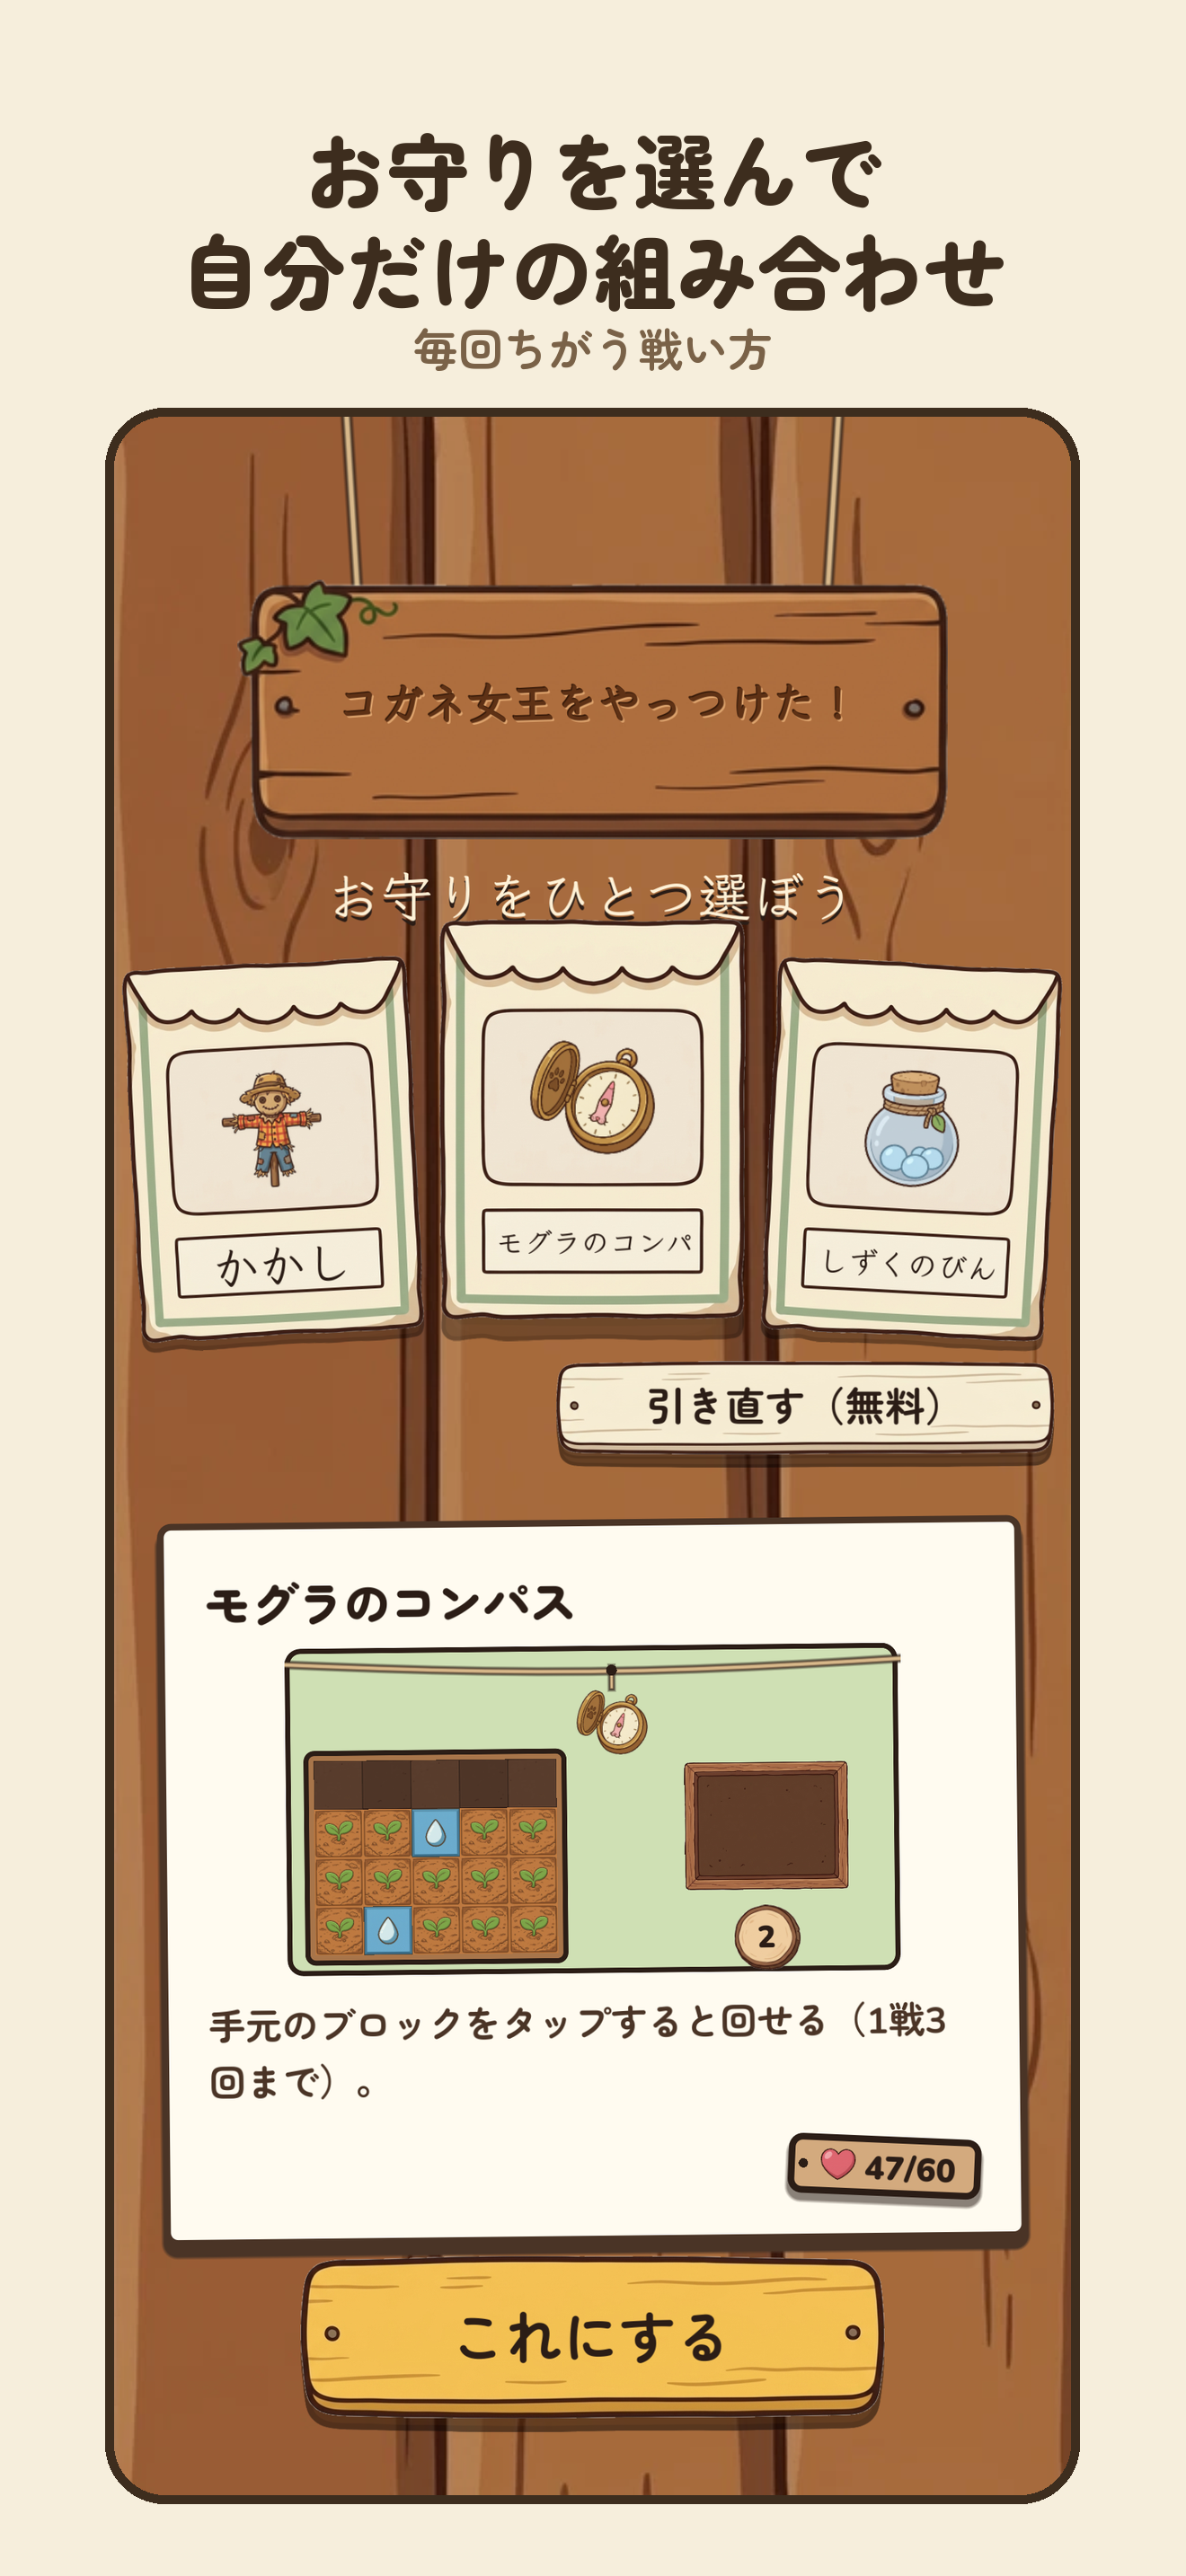 お守りを選んで
自分だけの組み合わせ
毎回ちがう戦い方
コガネ女王をやっつけた！
お守りをひとつ選ぼう
かかし
モグラのコンパ
しずくのびん
引き直す（無料）
モグラのコンパス
2
手元のブロックをタップすると回せる（1戦3
回まで）。
47/60
これにする